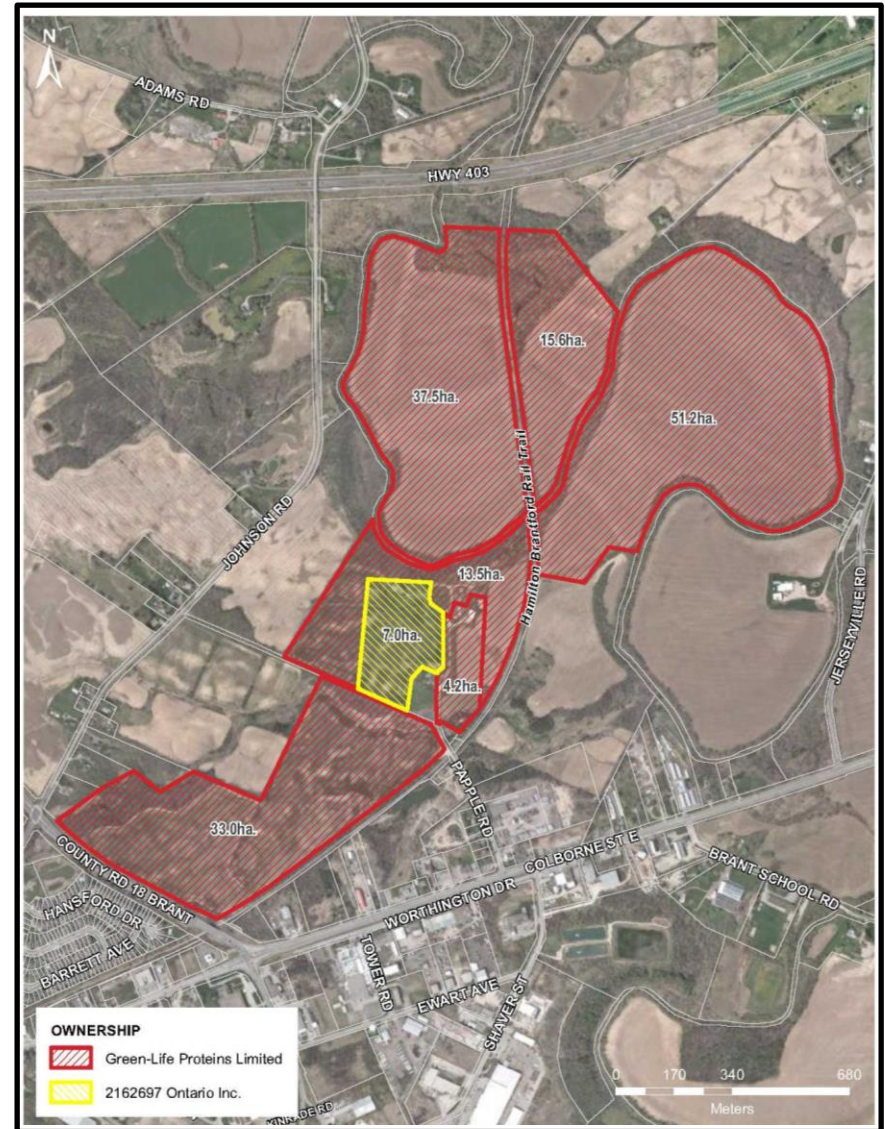 N
ADAMS RD
HWY 403
15.6ha.
37.5ha.
51.2ha.
Hamilton Brantford Rail Trail
JOHNSON RD
13.5ha.
7.0ha.
4.2ha.
JERSEYVILLE RD
33.0ha.
PAPPLE RD
COUNTY RD 18 BRANT
COLBORNE ST E
HANSFORD DR
WORTHINGTON DR
BRANT SCHOOL RD
BARRETT AVE
TOWER RD
EWART AVE
SHAVER ST
OWNERSHIP
Green-Life Proteins Limited
2162697 Ontario Inc.
KINRADE RD
0 170 340 680
Meters